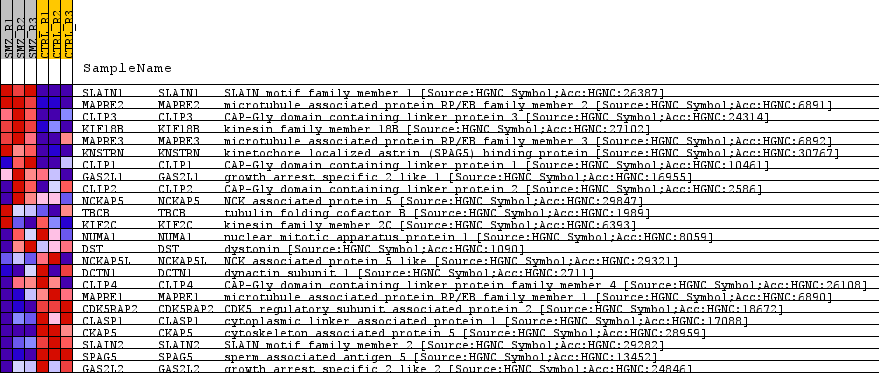 SMZ_R1
SMZ_R2
SMZ_R3
CTRL_R1
CTRL_R2
CTRL_R3
SampleName
SLAIN1 SLAIN1 SLAIN motif family member 1 [Source:HGNC Symbol;Acc:HGNC:26387]
MAPRE2 MAPRE2 microtubule associated protein RP/EB family member 2 [Source:HGNC Symbol;Acc:HGNC:6891]
CLIP3 CLIP3 CAP-Gly domain containing linker protein 3 [Source:HGNC Symbol;Acc:HGNC:24314]
KIF18B KIF18B kinesin family member 18B [Source:HGNC Symbol;Acc:HGNC:27102]
MAPRE3 MAPRE3 microtubule associated protein RP/EB family member 3 [Source:HGNC Symbol;Acc:HGNC:6892]
KNSTRN KNSTRN kinetochore localized astrin (SPAG5) binding protein [Source:HGNC Symbol;Acc:HGNC:30767]
CLIP1 CLIP1 CAP-Gly domain containing linker protein 1 [Source:HGNC Symbol;Acc:HGNC:10461]
GAS2L1 GAS2L1 growth arrest specific 2 like 1 [Source:HGNC Symbol;Acc:HGNC:16955]
CLIP2 CLIP2 CAP-Gly domain containing linker protein 2 [Source:HGNC Symbol;Acc:HGNC:2586]
NCKAP5 NCKAP5 NCK associated protein 5 [Source:HGNC Symbol;Acc:HGNC:29847]
TBCB TBCB tubulin folding cofactor B [Source:HGNC Symbol;Acc:HGNC:1989]
KIF2C KIF2C kinesin family member 2C [Source:HGNC Symbol;Acc:HGNC:6393]
NUMA1 NUMA1 nuclear mitotic apparatus protein 1 [Source:HGNC Symbol;Acc:HGNC:8059]
DST DST dystonin [Source:HGNC Symbol;Acc:HGNC:1090]
NCKAP5L NCKAP5L NCK associated protein 5 like [Source:HGNC Symbol;Acc:HGNC:29321]
DCTN1 DCTN1 dynactin subunit 1 [Source:HGNC Symbol;Acc:HGNC:2711]
CLIP4 CLIP4 CAP-Gly domain containing linker protein family member 4 [Source:HGNC Symbol;Acc:HGNC:26108]
MAPRE1 MAPRE1 microtubule associated protein RP/EB family member 1 [Source:HGNC Symbol;Acc:HGNC:6890]
CDK5RAP2 CDK5RAP2 CDK5 regulatory subunit associated protein 2 [Source:HGNC Symbol;Acc:HGNC:18672]
CLASP1 CLASP1 cytoplasmic linker associated protein 1 [Source:HGNC Symbol;Acc:HGNC:17088]
CKAP5 CKAP5 cytoskeleton associated protein 5 [Source:HGNC Symbol;Acc:HGNC:28959]
SLAIN2 SLAIN2 SLAIN motif family member 2 [Source:HGNC Symbol;Acc:HGNC:29282]
SPAG5 SPAG5 sperm associated antigen 5 [Source:HGNC Symbol;Acc:HGNC:13452]
GAS2L2 GAS2L2 growth arrest specific 2 like 2 [Source:HGNC Symbol;Acc:HGNC:24846]